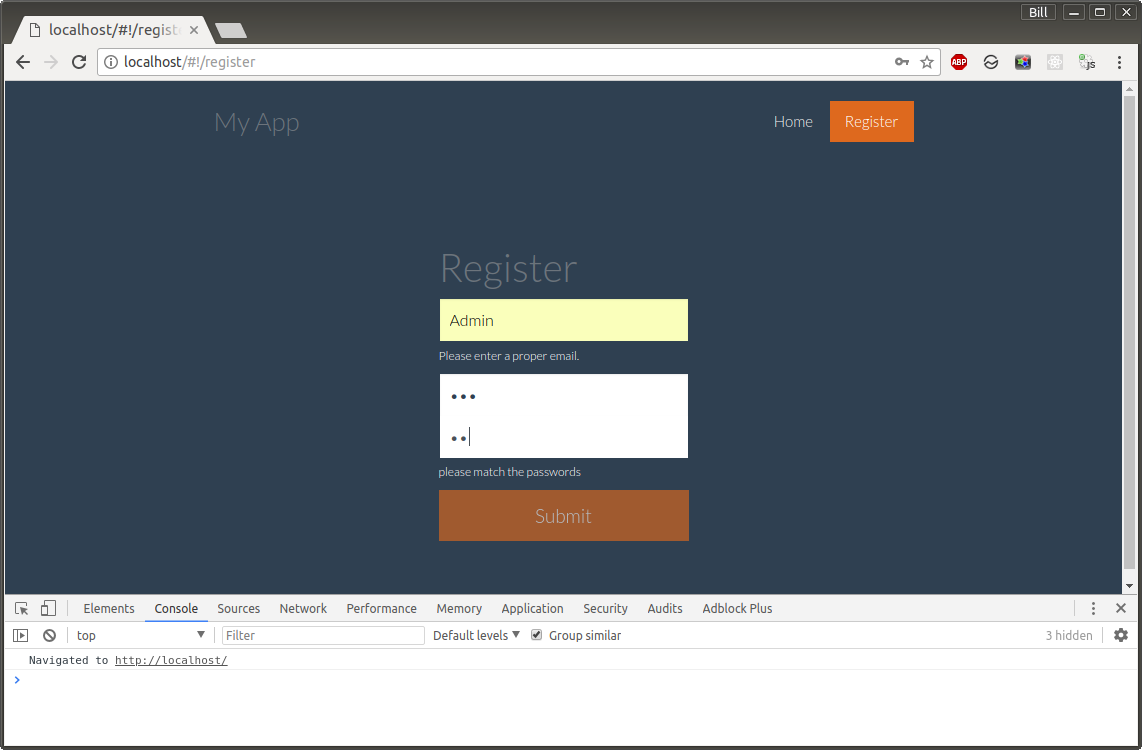 Bill
localhost/#!/regist
localhost/#!/register
ABP
js
My App
Home
Register
Register
Admin
Please enter a proper email.
•••
••
please match the passwords
Submit
Elements Console Sources Network Performance Memory Application Security Audits Adblock Plus
top Filter Default levels Group similar 3 hidden
Navigated to http://localhost/